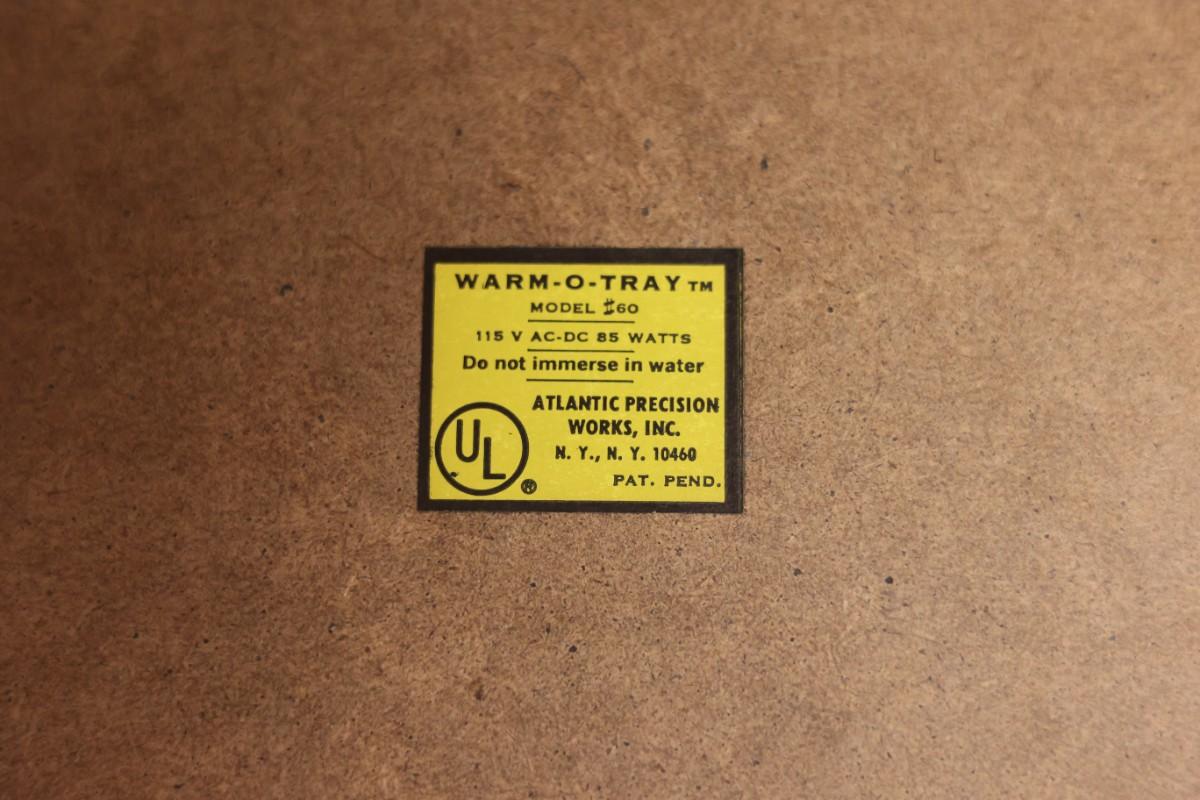 WARM-O-TRAY TM
MODEL #60
115 V AC-DC 85 WATTS
Do not immerse in water
ATLANTIC PRECISION
WORKS, INC.
N. Y., N. Y. 10460
PAT. PEND.
UL ®